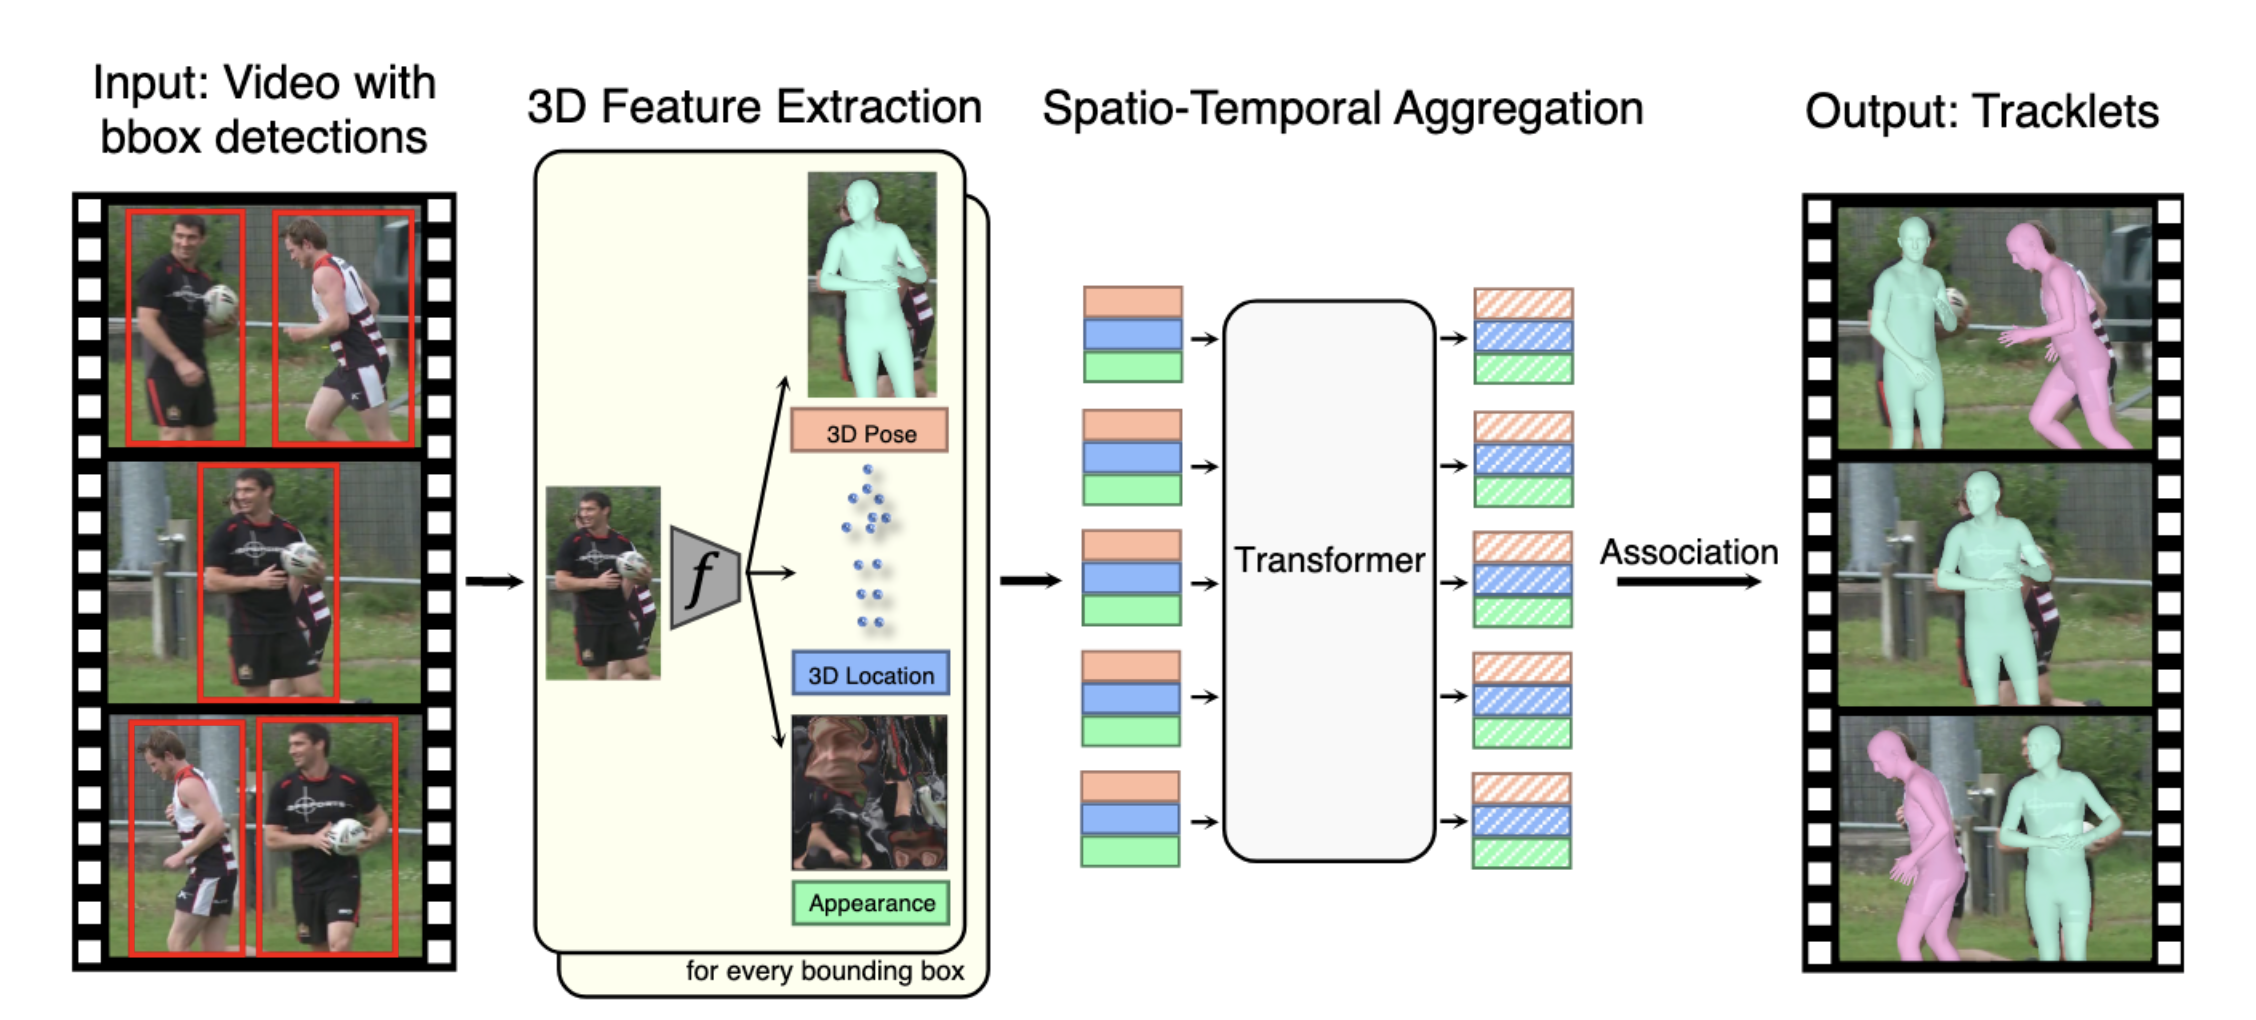 Input: Video with
bbox detections
3D Feature Extraction
Spatio-Temporal Aggregation
Output: Tracklets
3D Pose
f
3D Location
Appearance
for every bounding box
Transformer
Association